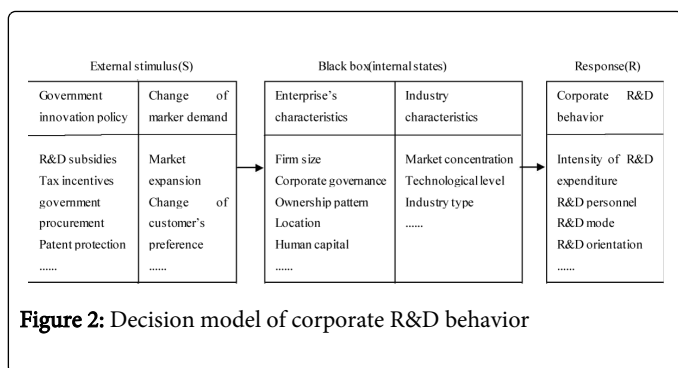 External stimulus(S)
Black box(internal states)
Response(R)
Government
innovation policy
Change of
marker demand
Enterprise's
characteristics
Industry
characteristics
Corporate R&D
behavior
R&D subsidies
Tax incentives
government
procurement
Patent protection
......
Market
expansion
Change of
customer's
preference
......
Firm size
Corporate governance
Ownership pattern
Location
Human capital
......
Market concentration
Technological level
Industry type
......
Intensity of R&D
expenditure
R&D personnel
R&D mode
R&D orientation
......
Figure 2: Decision model of corporate R&D behavior